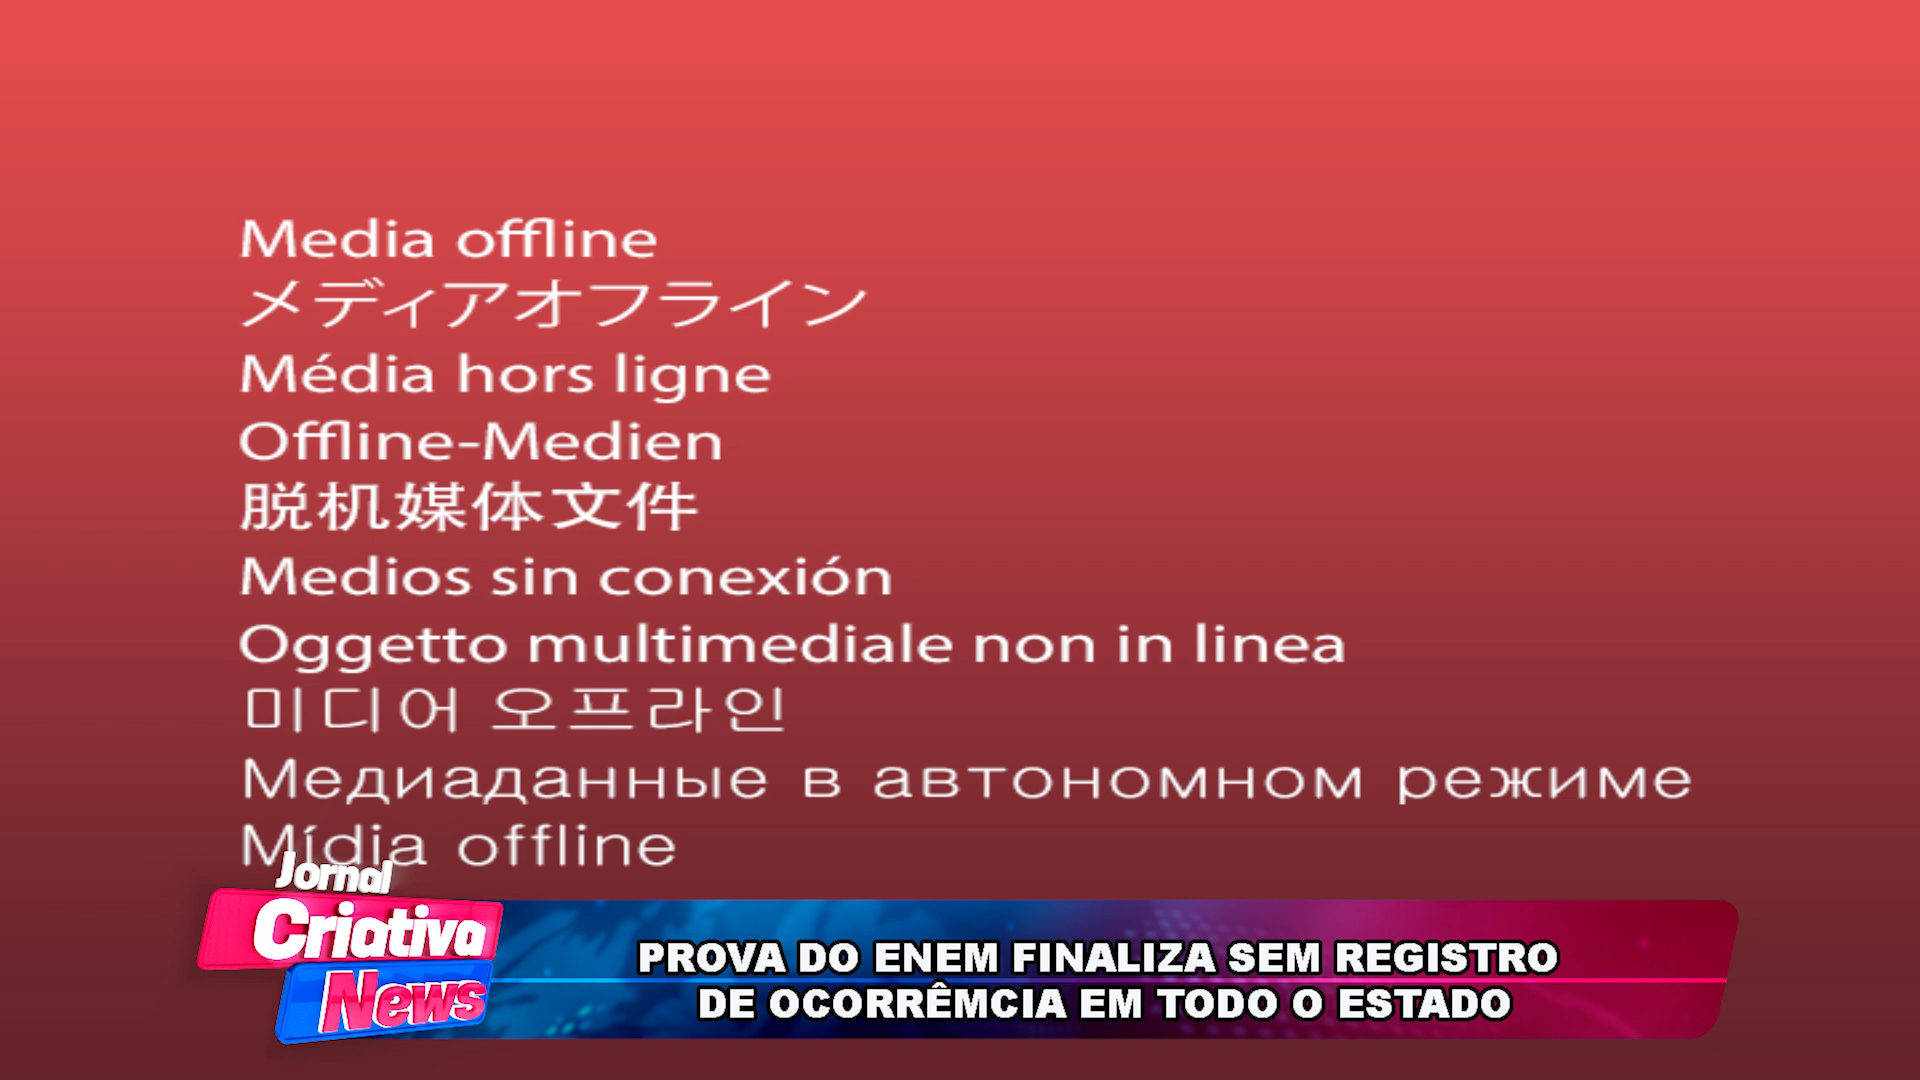 Media offline
メディアオフライン
Média hors ligne
Offline-Medien
脱机媒体文件
Medios sin conexión
Oggetto multimediale non in linea
미디어 오프라인
Медиаданные в автономном режиме
Mídia offline
Jornal
Criativa
News
PROVA DO ENEM FINALIZA SEM REGISTRO
DE OCORRÊMCIA EM TODO O ESTADO